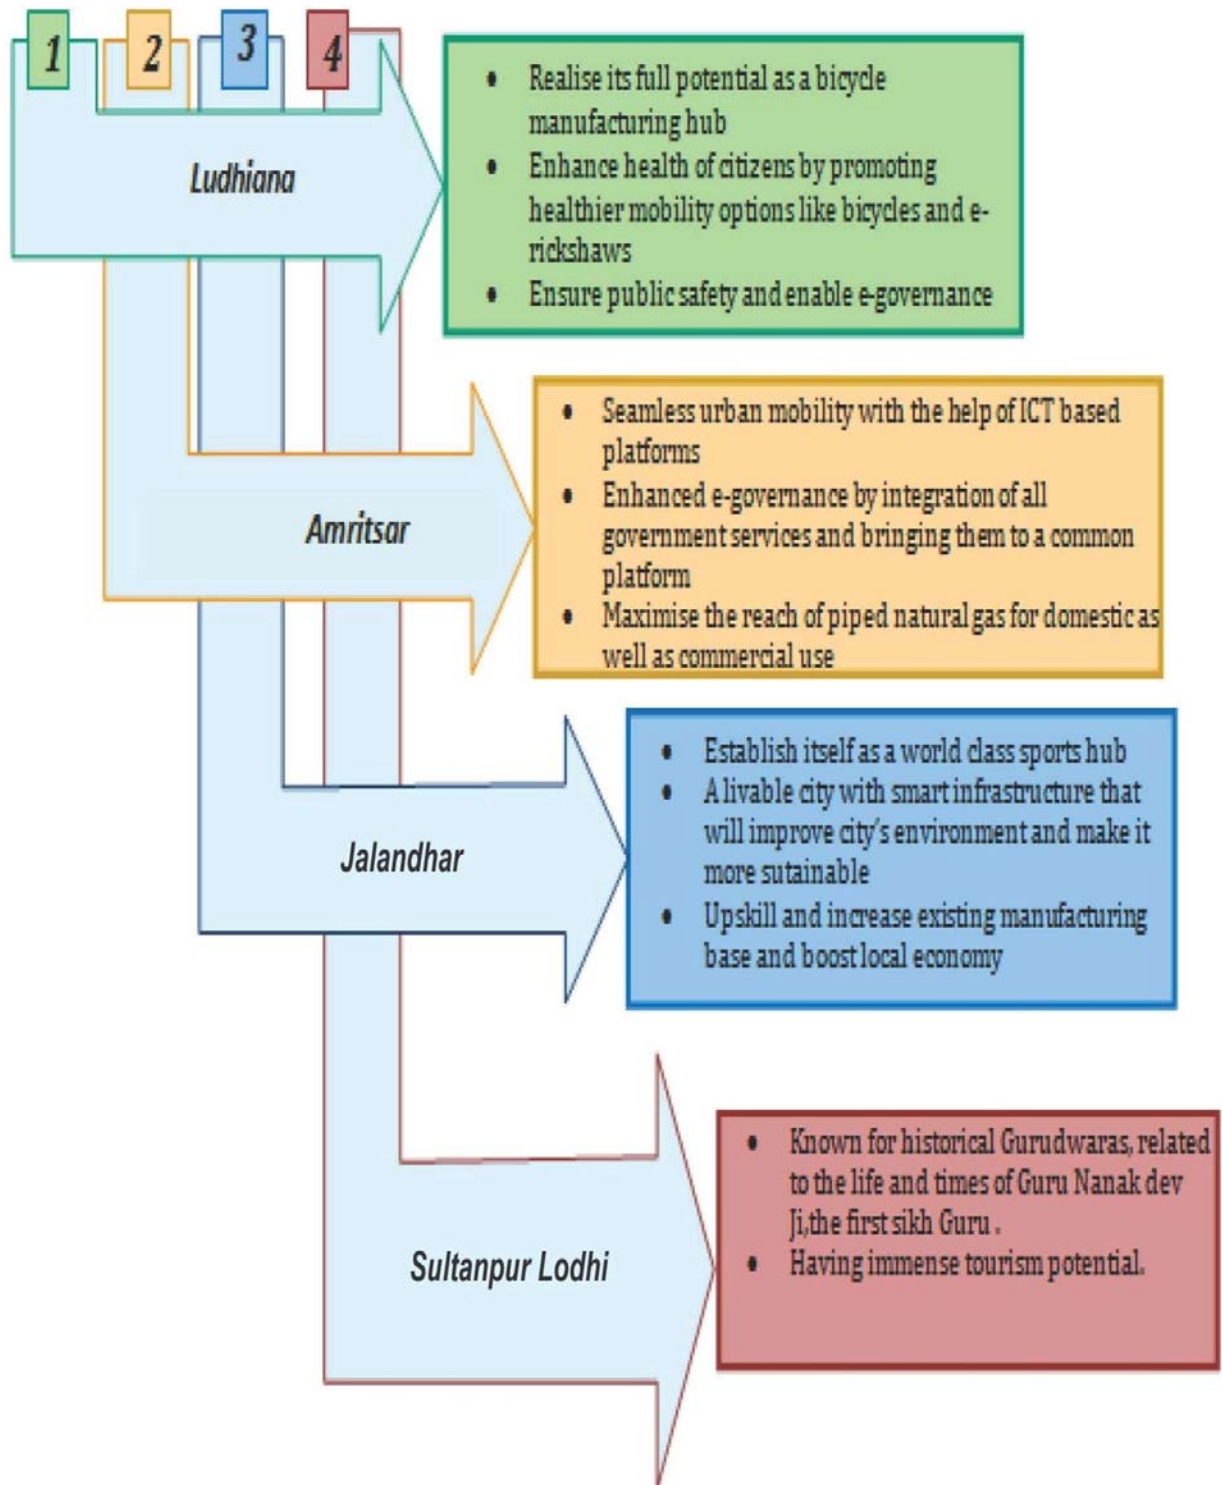 1 2 3 4
Ludhiana
• Realise its full potential as a bicycle
manufacturing hub
• Enhance health of citizens by promoting
healthier mobility options like bicycles and e-
rickshaws
• Ensure public safety and enable e-governance
Amritsar
• Seamless urban mobility with the help of ICT based
platforms
• Enhanced e-governance by integration of all
government services and bringing them to a common
platform
• Maximise the reach of piped natural gas for domestic as
well as commercial use
Jalandhar
• Establish itself as a world class sports hub
• A livable city with smart infrastructure that
will improve city's environment and make it
more sutainable
• Upskill and increase existing manufacturing
base and boost local economy
Sultanpur Lodhi
• Known for historical Gurudwaras, related
to the life and times of Guru Nanak dev
Ji,the first sikh Guru .
• Having immense tourism potential.